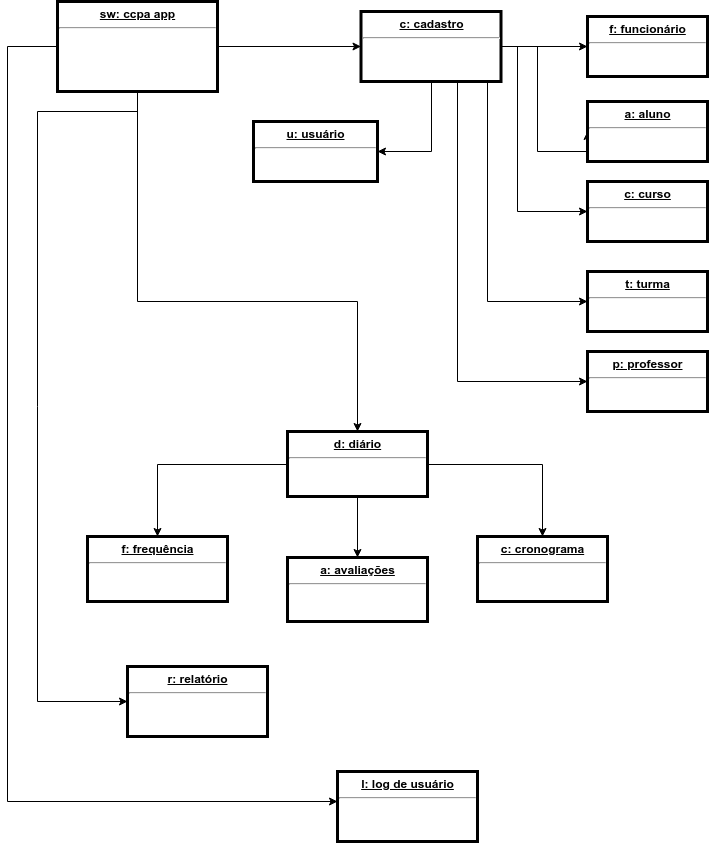 sw: ccpa app
c: cadastro
f: funcionário
a: aluno
u: usuário
c: curso
t: turma
p: professor
d: diário
f: frequência
a: avaliações
c: cronograma
r: relatório
l: log de usuário